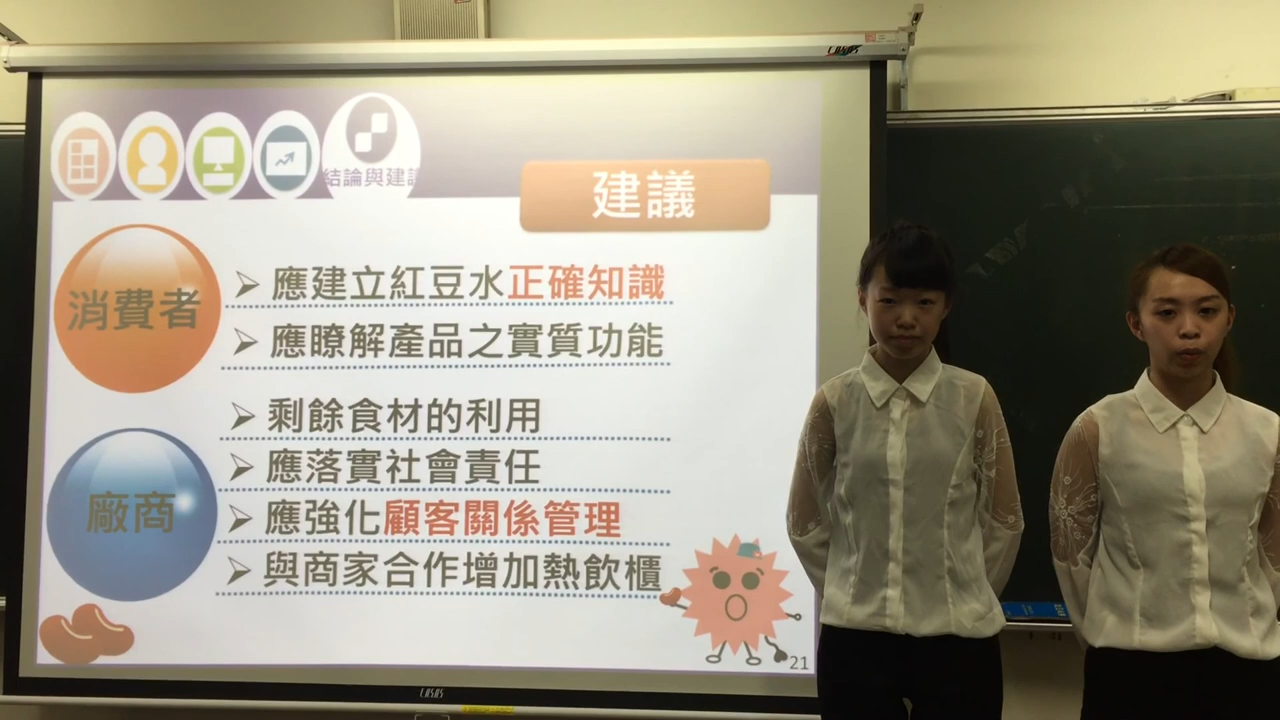 結論與建議
建議
消費者
➢ 應建立紅豆水正確知識
➢ 應瞭解產品之實質功能
廠商
➢ 剩餘食材的利用
➢ 應落實社會責任
➢ 應強化顧客關係管理
➢ 與商家合作增加熱飲櫃
21